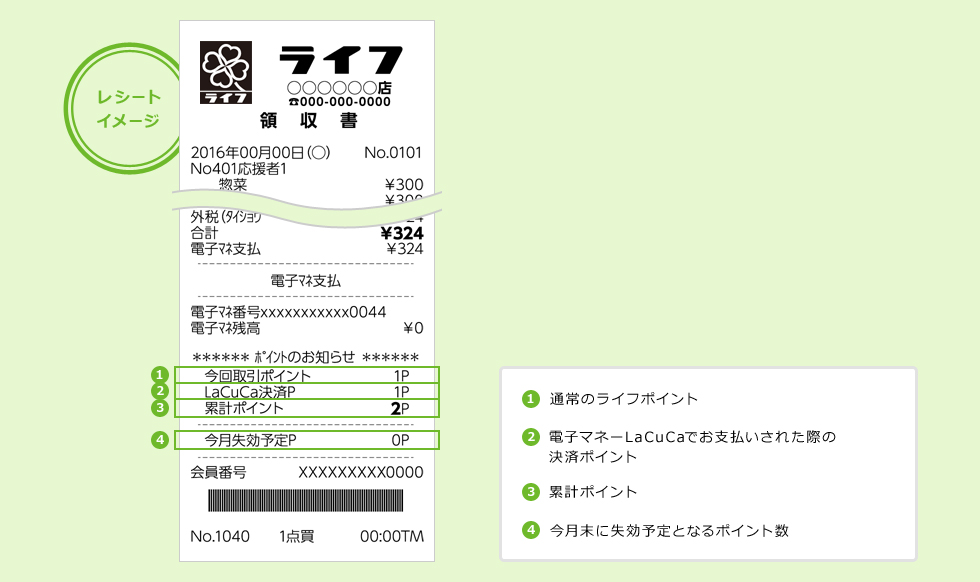 レシート
イメージ
ライフ
ライフ
○○○○○○店
☎000-000-0000
領 収 書
2016年00月00日(○) No.0101
No401応援者1
惣菜 ¥300
¥300
外税(ﾀｲｼｮｳ 24
合計 ¥324
電子ﾏﾈ支払 ¥324
電子ﾏﾈ支払
電子ﾏﾈ番号xxxxxxxxxxx0044
電子ﾏﾈ残高 ¥0
****** ﾎﾟｲﾝﾄのお知らせ ******
1 今回取引ポイント 1P
2 LaCuCa決済P 1P
3 累計ポイント 2P
4 今月失効予定P 0P
会員番号 XXXXXXXXX0000
No.1040 1点買 00:00TM
1 通常のライフポイント
2 電子マネーLaCuCaでお支払いされた際の
決済ポイント
3 累計ポイント
4 今月末に失効予定となるポイント数